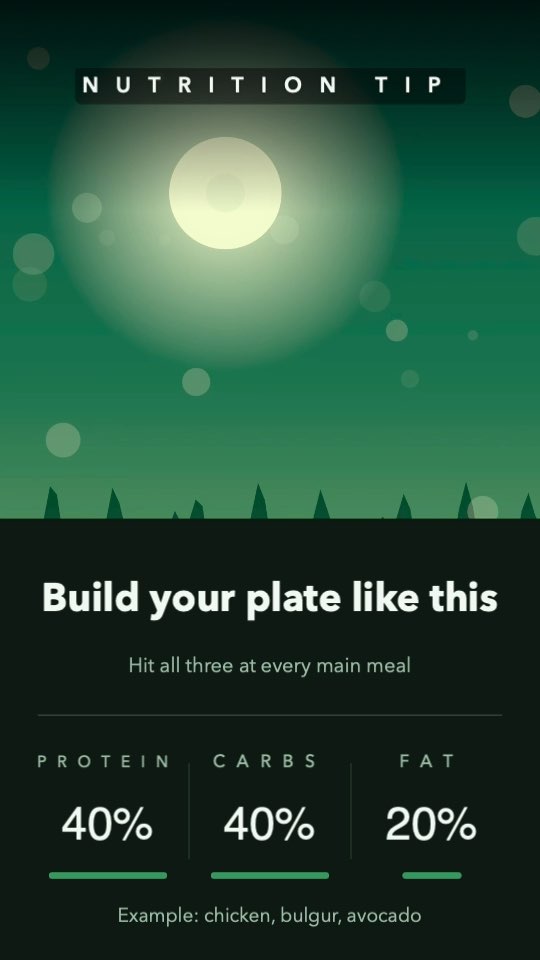 NUTRITION TIP
Build your plate like this
Hit all three at every main meal
PROTEIN CARBS FAT
40% 40% 20%
Example: chicken, bulgur, avocado